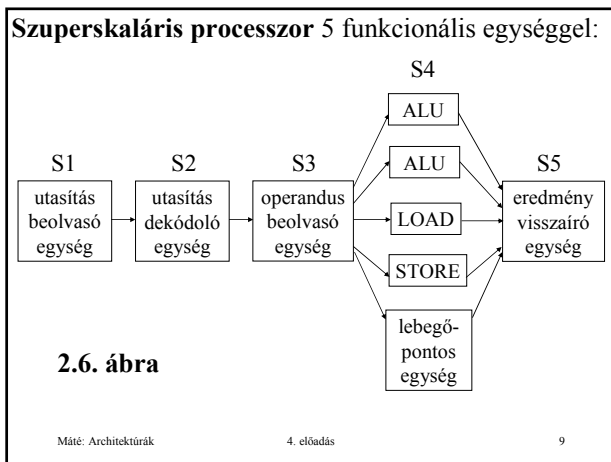 Szuperskaláris processzor 5 funkcionális egységgel:
S4
ALU
S1
S2
S3
ALU
S5
utasítás
beolvasó
egység
utasítás
dekódoló
egység
operandus
beolvasó
egység
LOAD
eredmény
visszaíró
egység
STORE
lebegő-
pontos
egység
2.6. ábra
Máté: Architektúrák
4. előadás
9